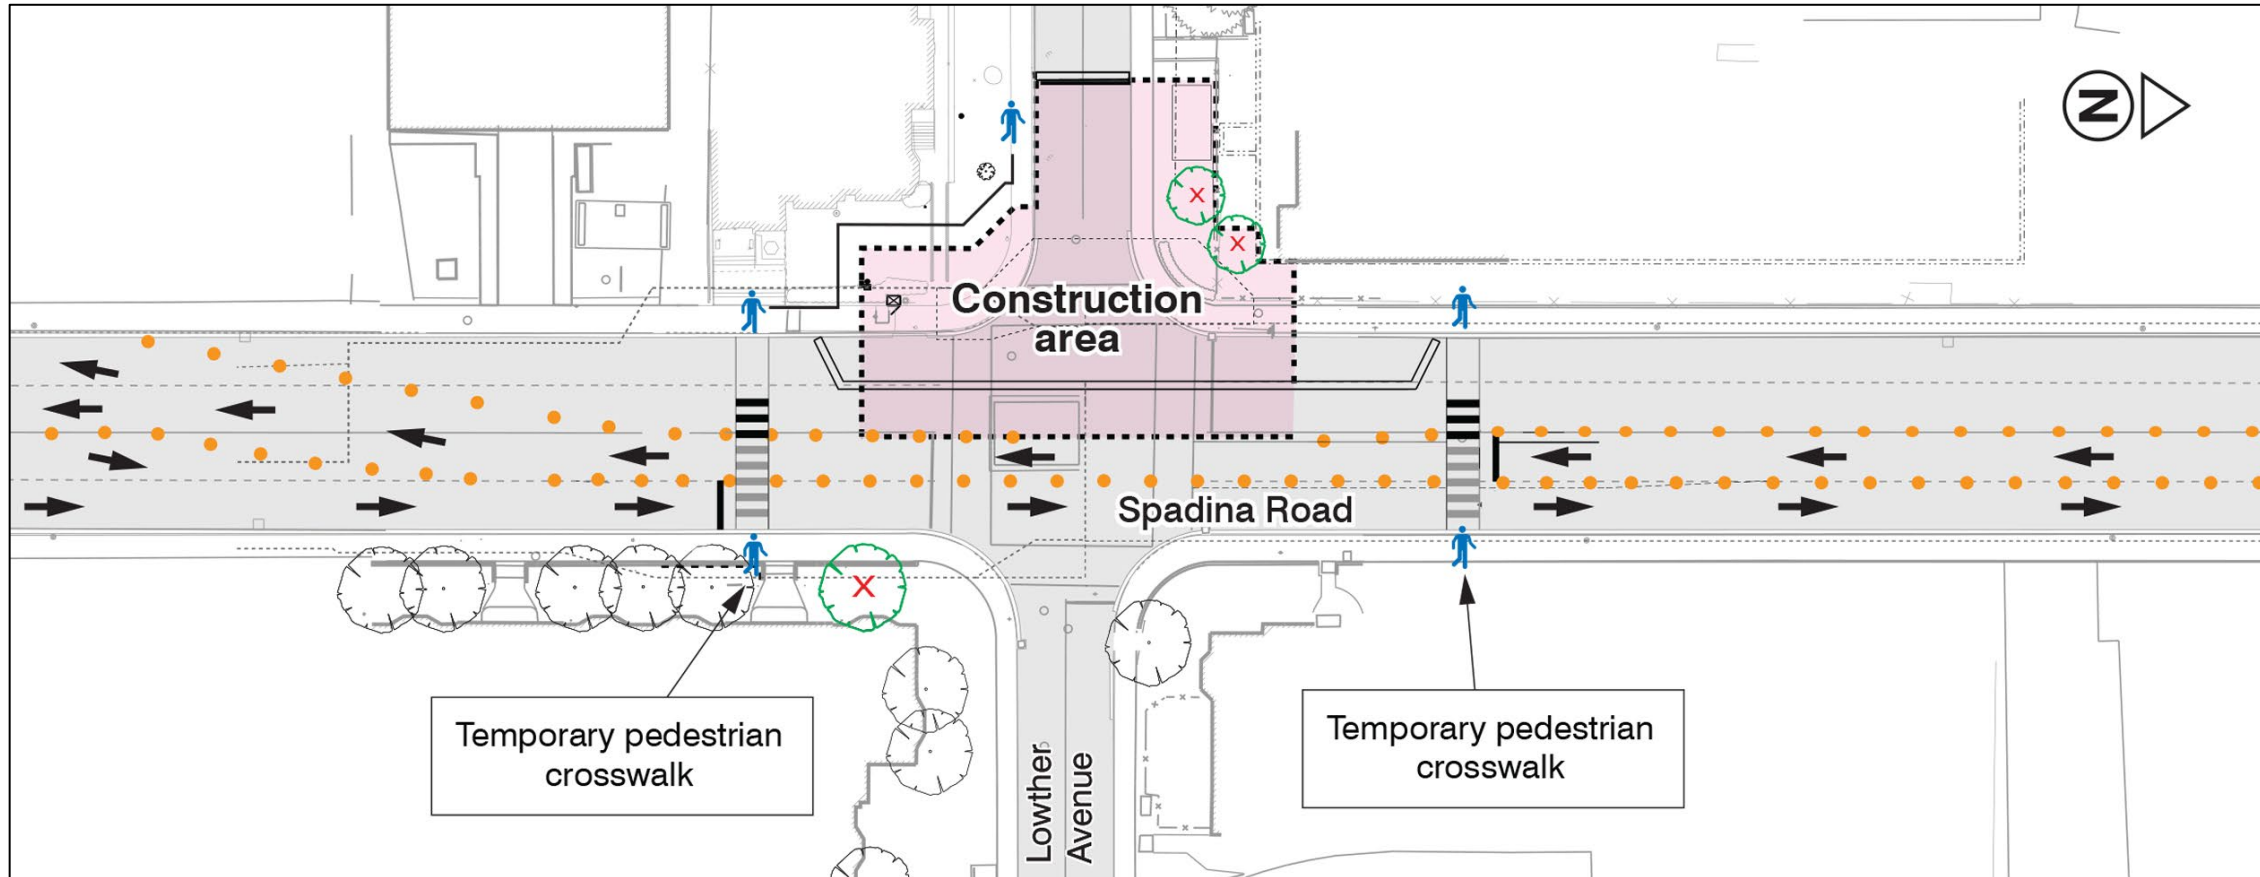 N
Construction
area
Spadina Road
Temporary pedestrian
crosswalk
Temporary pedestrian
crosswalk
Lowther
Avenue